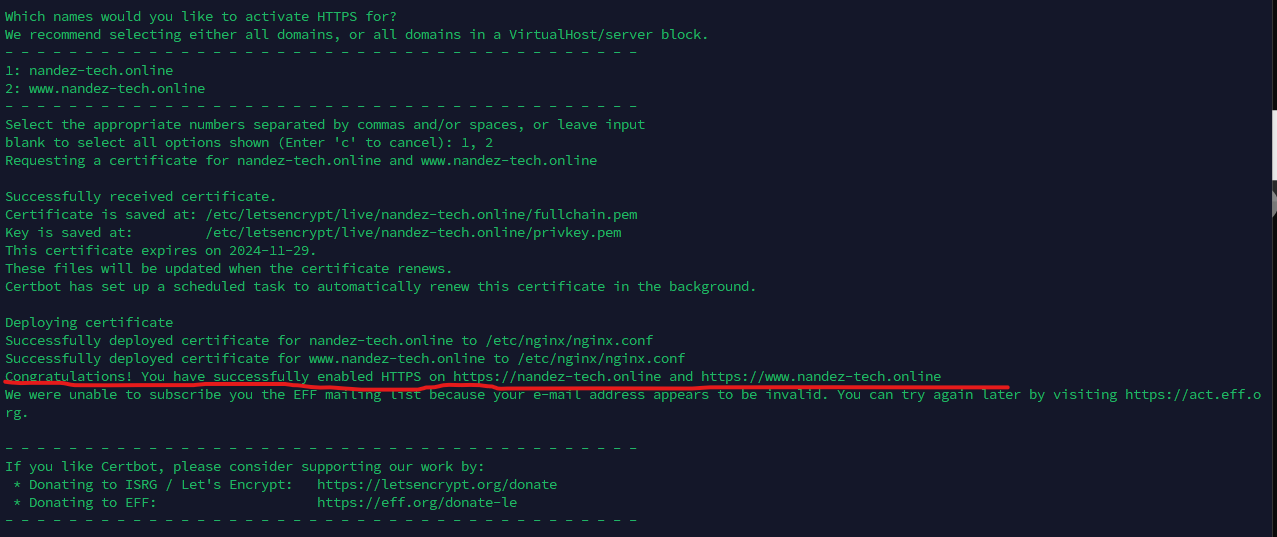 Which names would you like to activate HTTPS for?
We recommend selecting either all domains, or all domains in a VirtualHost/server block.
- - - - - - - - - - - - - - - - - - - - - - - - - - - - - - - - - - - - - - - -
1: nandez-tech.online
2: www.nandez-tech.online
- - - - - - - - - - - - - - - - - - - - - - - - - - - - - - - - - - - - - - - -
Select the appropriate numbers separated by commas and/or spaces, or leave input
blank to select all options shown (Enter 'c' to cancel): 1, 2
Requesting a certificate for nandez-tech.online and www.nandez-tech.online
Successfully received certificate.
Certificate is saved at: /etc/letsencrypt/live/nandez-tech.online/fullchain.pem
Key is saved at:         /etc/letsencrypt/live/nandez-tech.online/privkey.pem
This certificate expires on 2024-11-29.
These files will be updated when the certificate renews.
Certbot has set up a scheduled task to automatically renew this certificate in the background.
Deploying certificate
Successfully deployed certificate for nandez-tech.online to /etc/nginx/nginx.conf
Successfully deployed certificate for www.nandez-tech.online to /etc/nginx/nginx.conf
Congratulations! You have successfully enabled HTTPS on https://nandez-tech.online and https://www.nandez-tech.online
We were unable to subscribe you the EFF mailing list because your e-mail address appears to be invalid. You can try again later by visiting https://act.eff.o
rg.
- - - - - - - - - - - - - - - - - - - - - - - - - - - - - - - - - - - - - - - -
If you like Certbot, please consider supporting our work by:
 * Donating to ISRG / Let's Encrypt:   https://letsencrypt.org/donate
 * Donating to EFF:                    https://eff.org/donate-le
- - - - - - - - - - - - - - - - - - - - - - - - - - - - - - - - - - - - - - - -